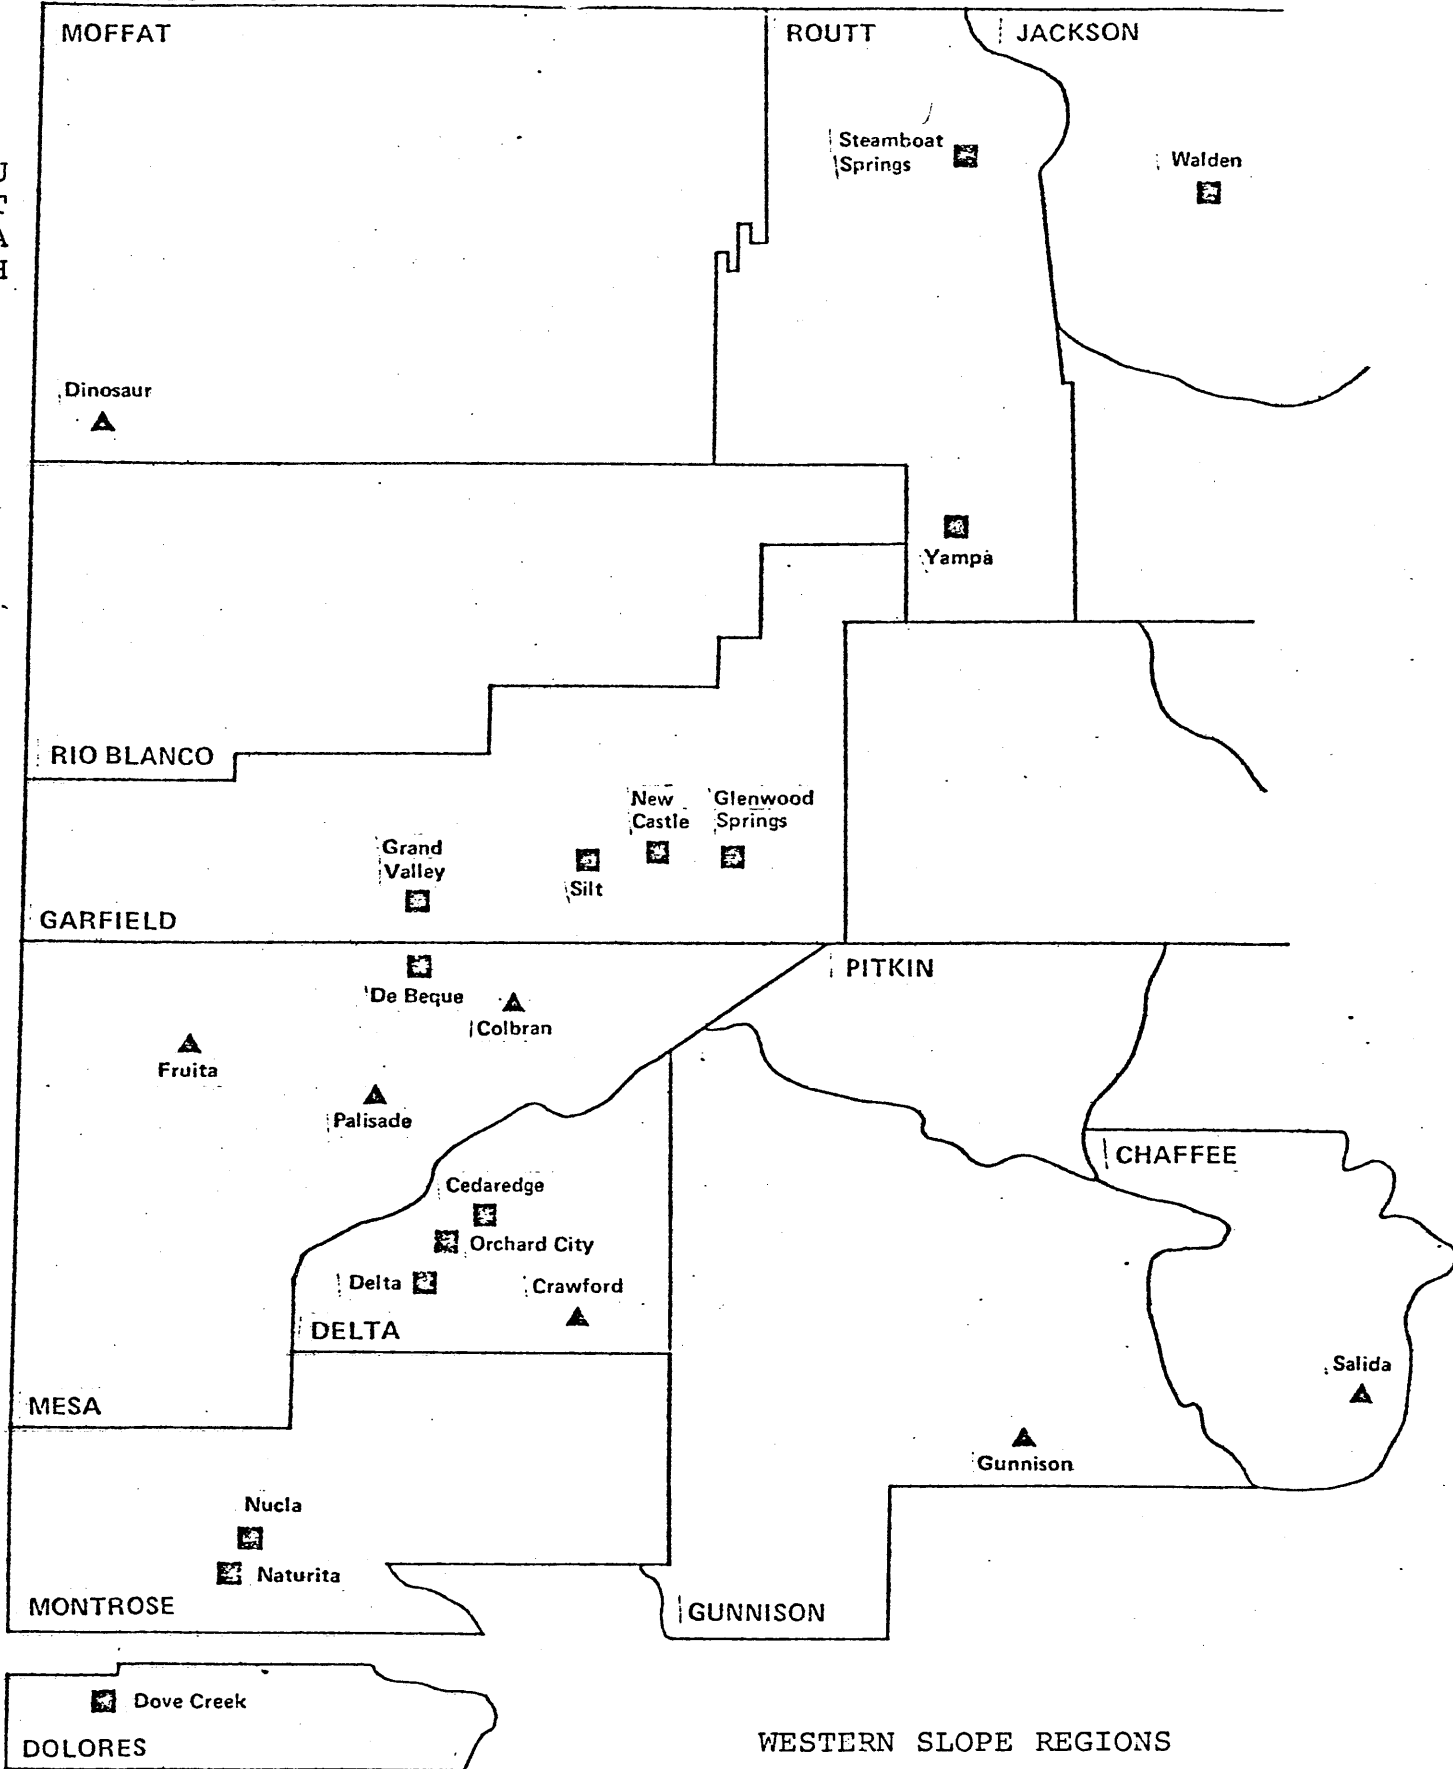 MOFFAT
ROUTT
JACKSON
U
T
A
H
Steamboat
Springs
Walden
Dinosaur
Yampa
RIO BLANCO
New
Castle
Glenwood
Springs
Grand
Valley
Silt
GARFIELD
De Beque
Colbran
PITKIN
Fruita
Palisade
CHAFFEE
Cedaredge
Orchard City
Delta
Crawford
DELTA
Salida
MESA
Gunnison
Nucla
Naturita
MONTROSE
GUNNISON
Dove Creek
DOLORES
WESTERN SLOPE REGIONS